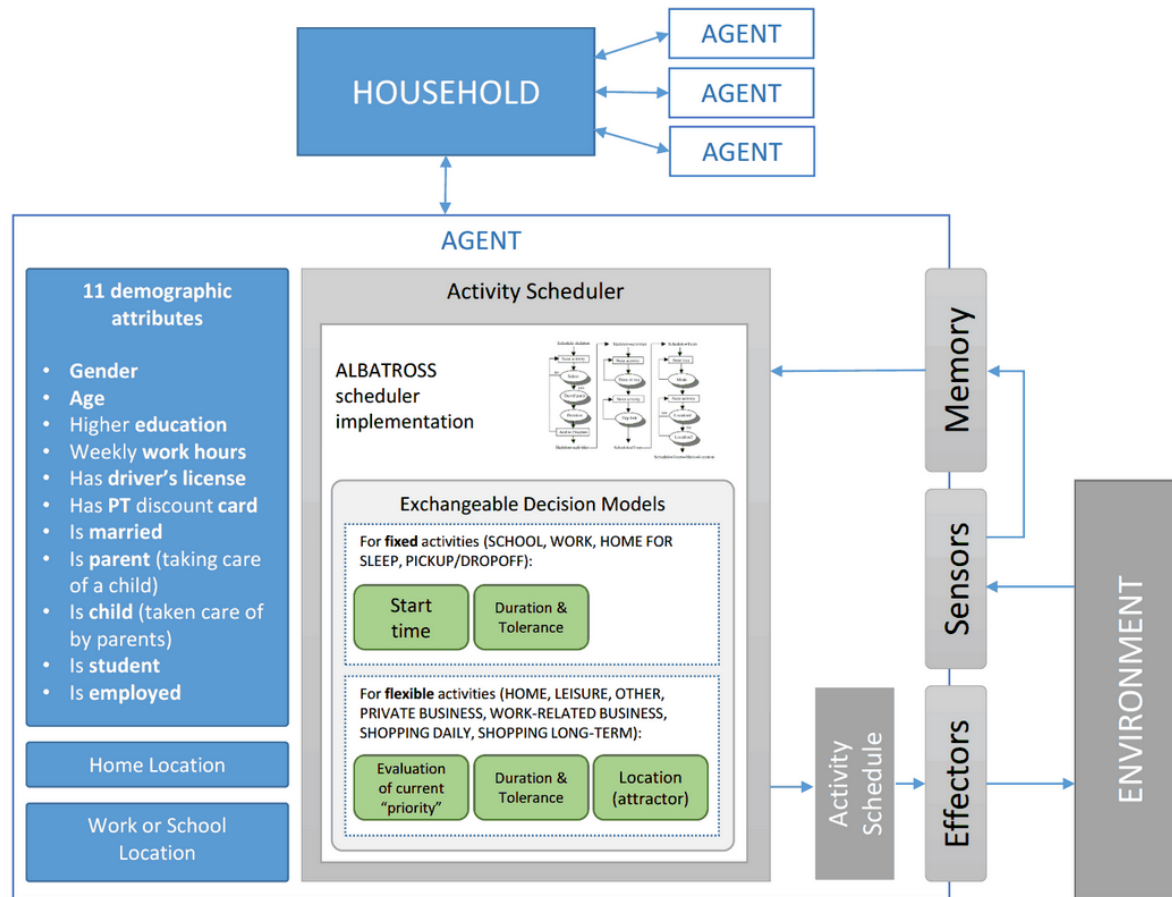 HOUSEHOLD
AGENT
AGENT
AGENT
AGENT
11 demographic
attributes
• Gender
• Age
• Higher education
• Weekly work hours
• Has driver's license
• Has PT discount card
• Is married
• Is parent (taking care
of a child)
• Is child (taken care of
by parents)
• Is student
• Is employed
Home Location
Work or School
Location
Activity Scheduler
ALBATROSS
scheduler
implementation
Exchangeable Decision Models
For fixed activities (SCHOOL, WORK, HOME FOR
SLEEP, PICKUP/DROPOFF):
Start
time
Duration &
Tolerance
For flexible activities (HOME, LEISURE, OTHER,
PRIVATE BUSINESS, WORK-RELATED BUSINESS,
SHOPPING DAILY, SHOPPING LONG-TERM):
Evaluation
of current
"priority"
Duration &
Tolerance
Location
(attractor)
Activity
Schedule
Memory
Sensors
Effectors
ENVIRONMENT